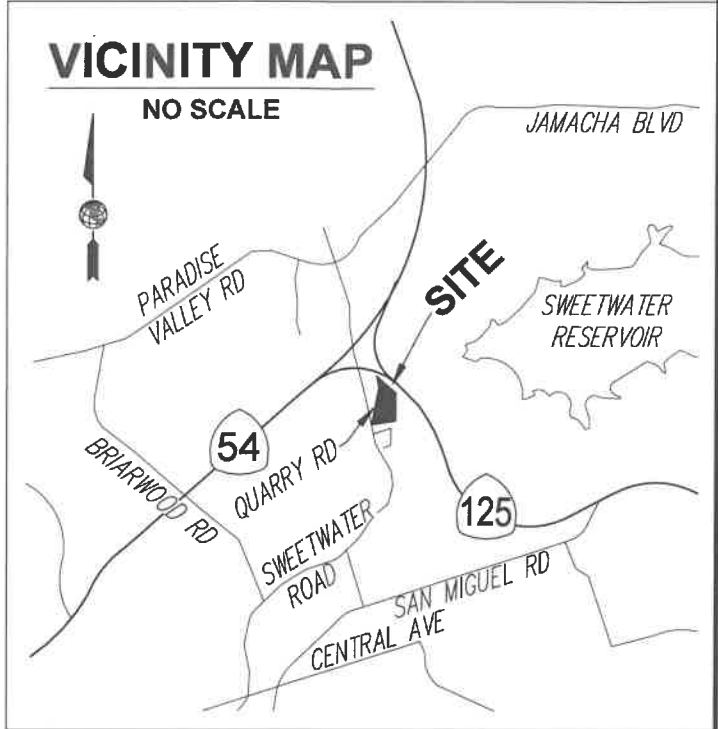 VICINITY MAP
NO SCALE
JAMACHA BLVD
PARADISE
VALLEY RD
SITE
SWEETWATER
RESERVOIR
54
BRIARWOOD RD
QUARRY RD
125
SWEETWATER
ROAD
SAN MIGUEL RD
CENTRAL AVE